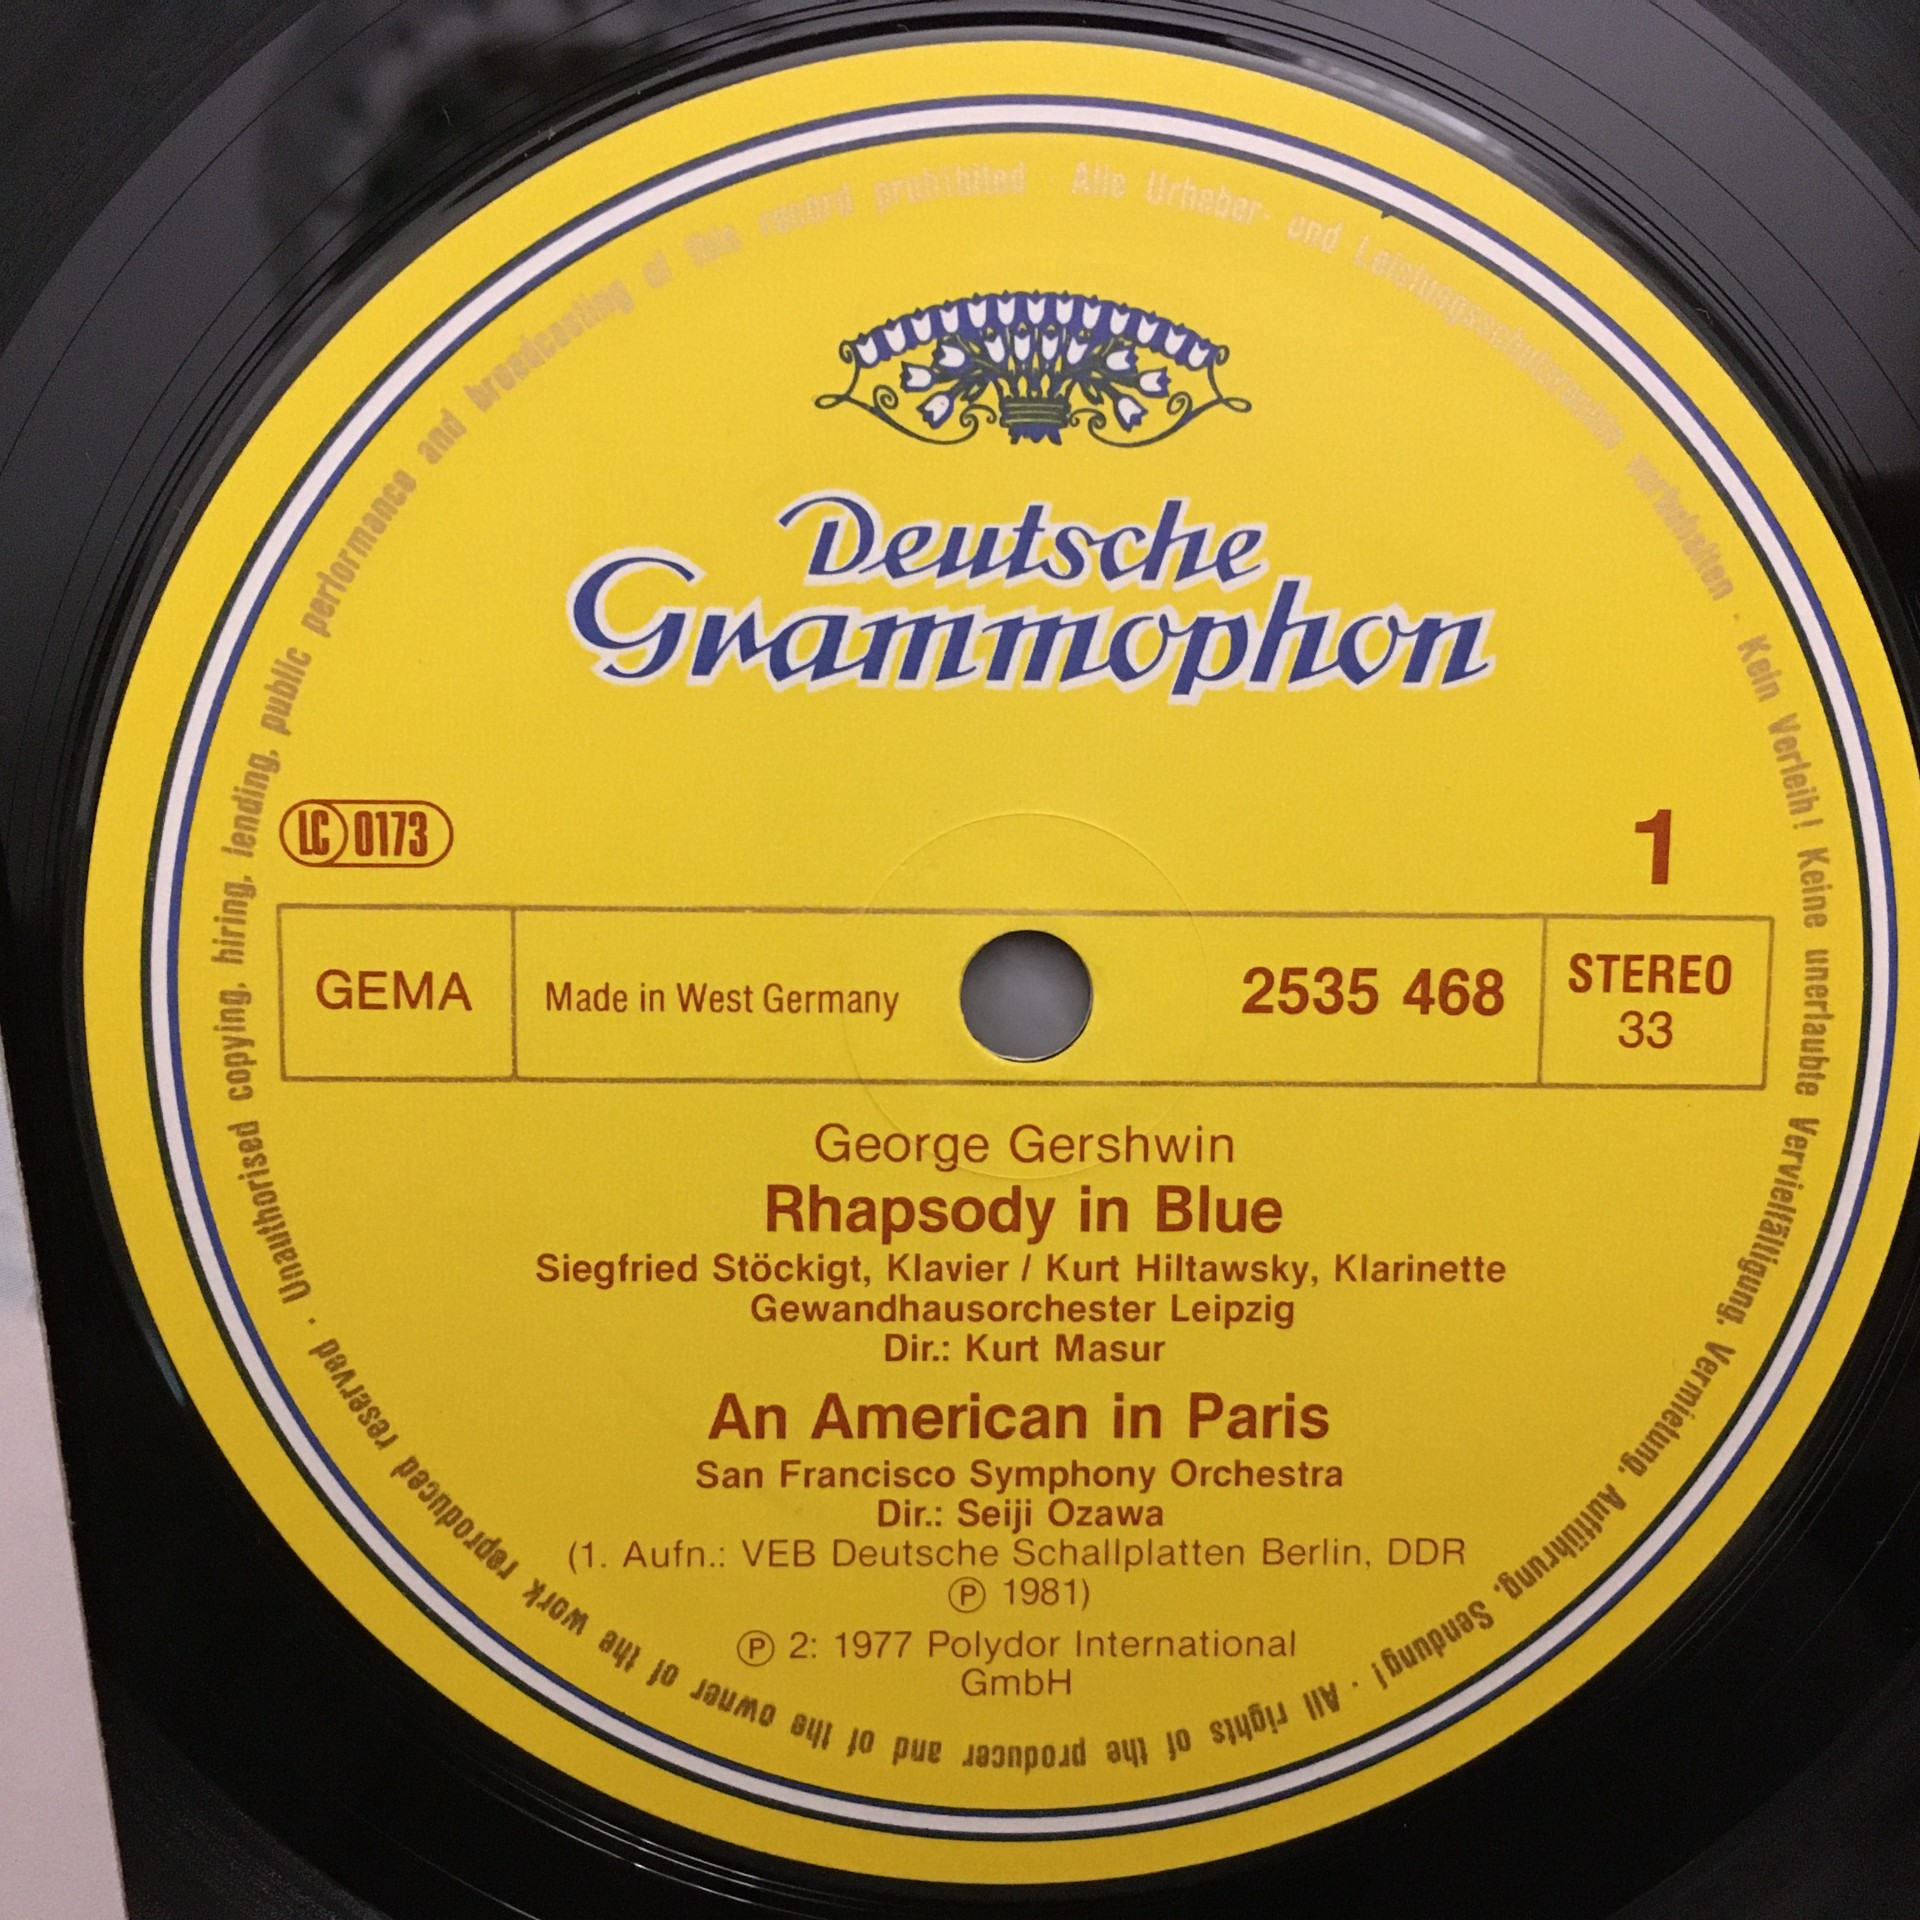 Deutsche
Grammophon
LC 0173
1
GEMA
Made in West Germany
2535 468
STEREO
33
George Gershwin
Rhapsody in Blue
Siegfried Stöckigt, Klavier / Kurt Hiltawsky, Klarinette
Gewandhausorchester Leipzig
Dir.: Kurt Masur
An American in Paris
San Francisco Symphony Orchestra
Dir.: Seiji Ozawa
(1. Aufn.: VEB Deutsche Schallplatten Berlin, DDR
Ⓟ 1981)
Ⓟ 2: 1977 Polydor International
GmbH
Alle Urheber- und Leistungsschutzrechte vorbehalten · Kein Verleih! Keine unerlaubte Vervielfältigung, Vermietung, Aufführung, Sendung! · All rights of the producer and of the owner of the work reproduced reserved · Unauthorised copying, hiring, lending, public performance and broadcasting of this record prohibited ·